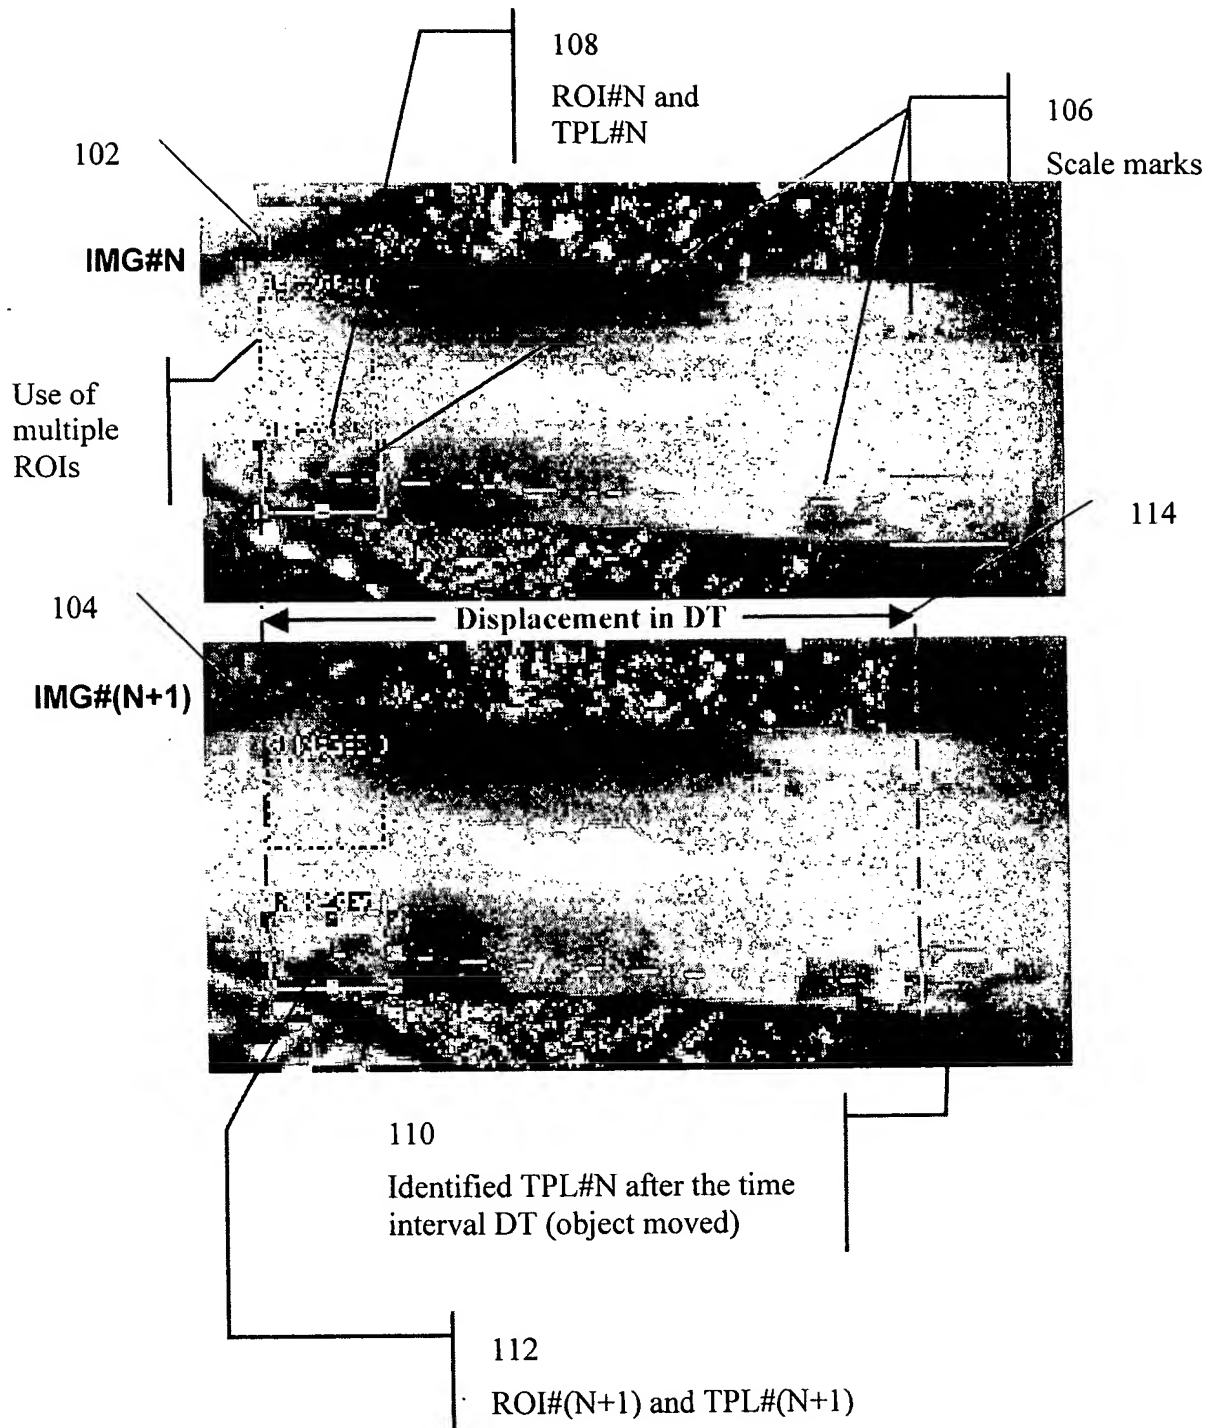 108
ROI#N and
TPL#N
106
Scale marks
102
IMG#N
Use of
multiple
ROIs
114
104
Displacement in DT
IMG#(N+1)
110
Identified TPL#N after the time
interval DT (object moved)
112
ROI#(N+1) and TPL#(N+1)